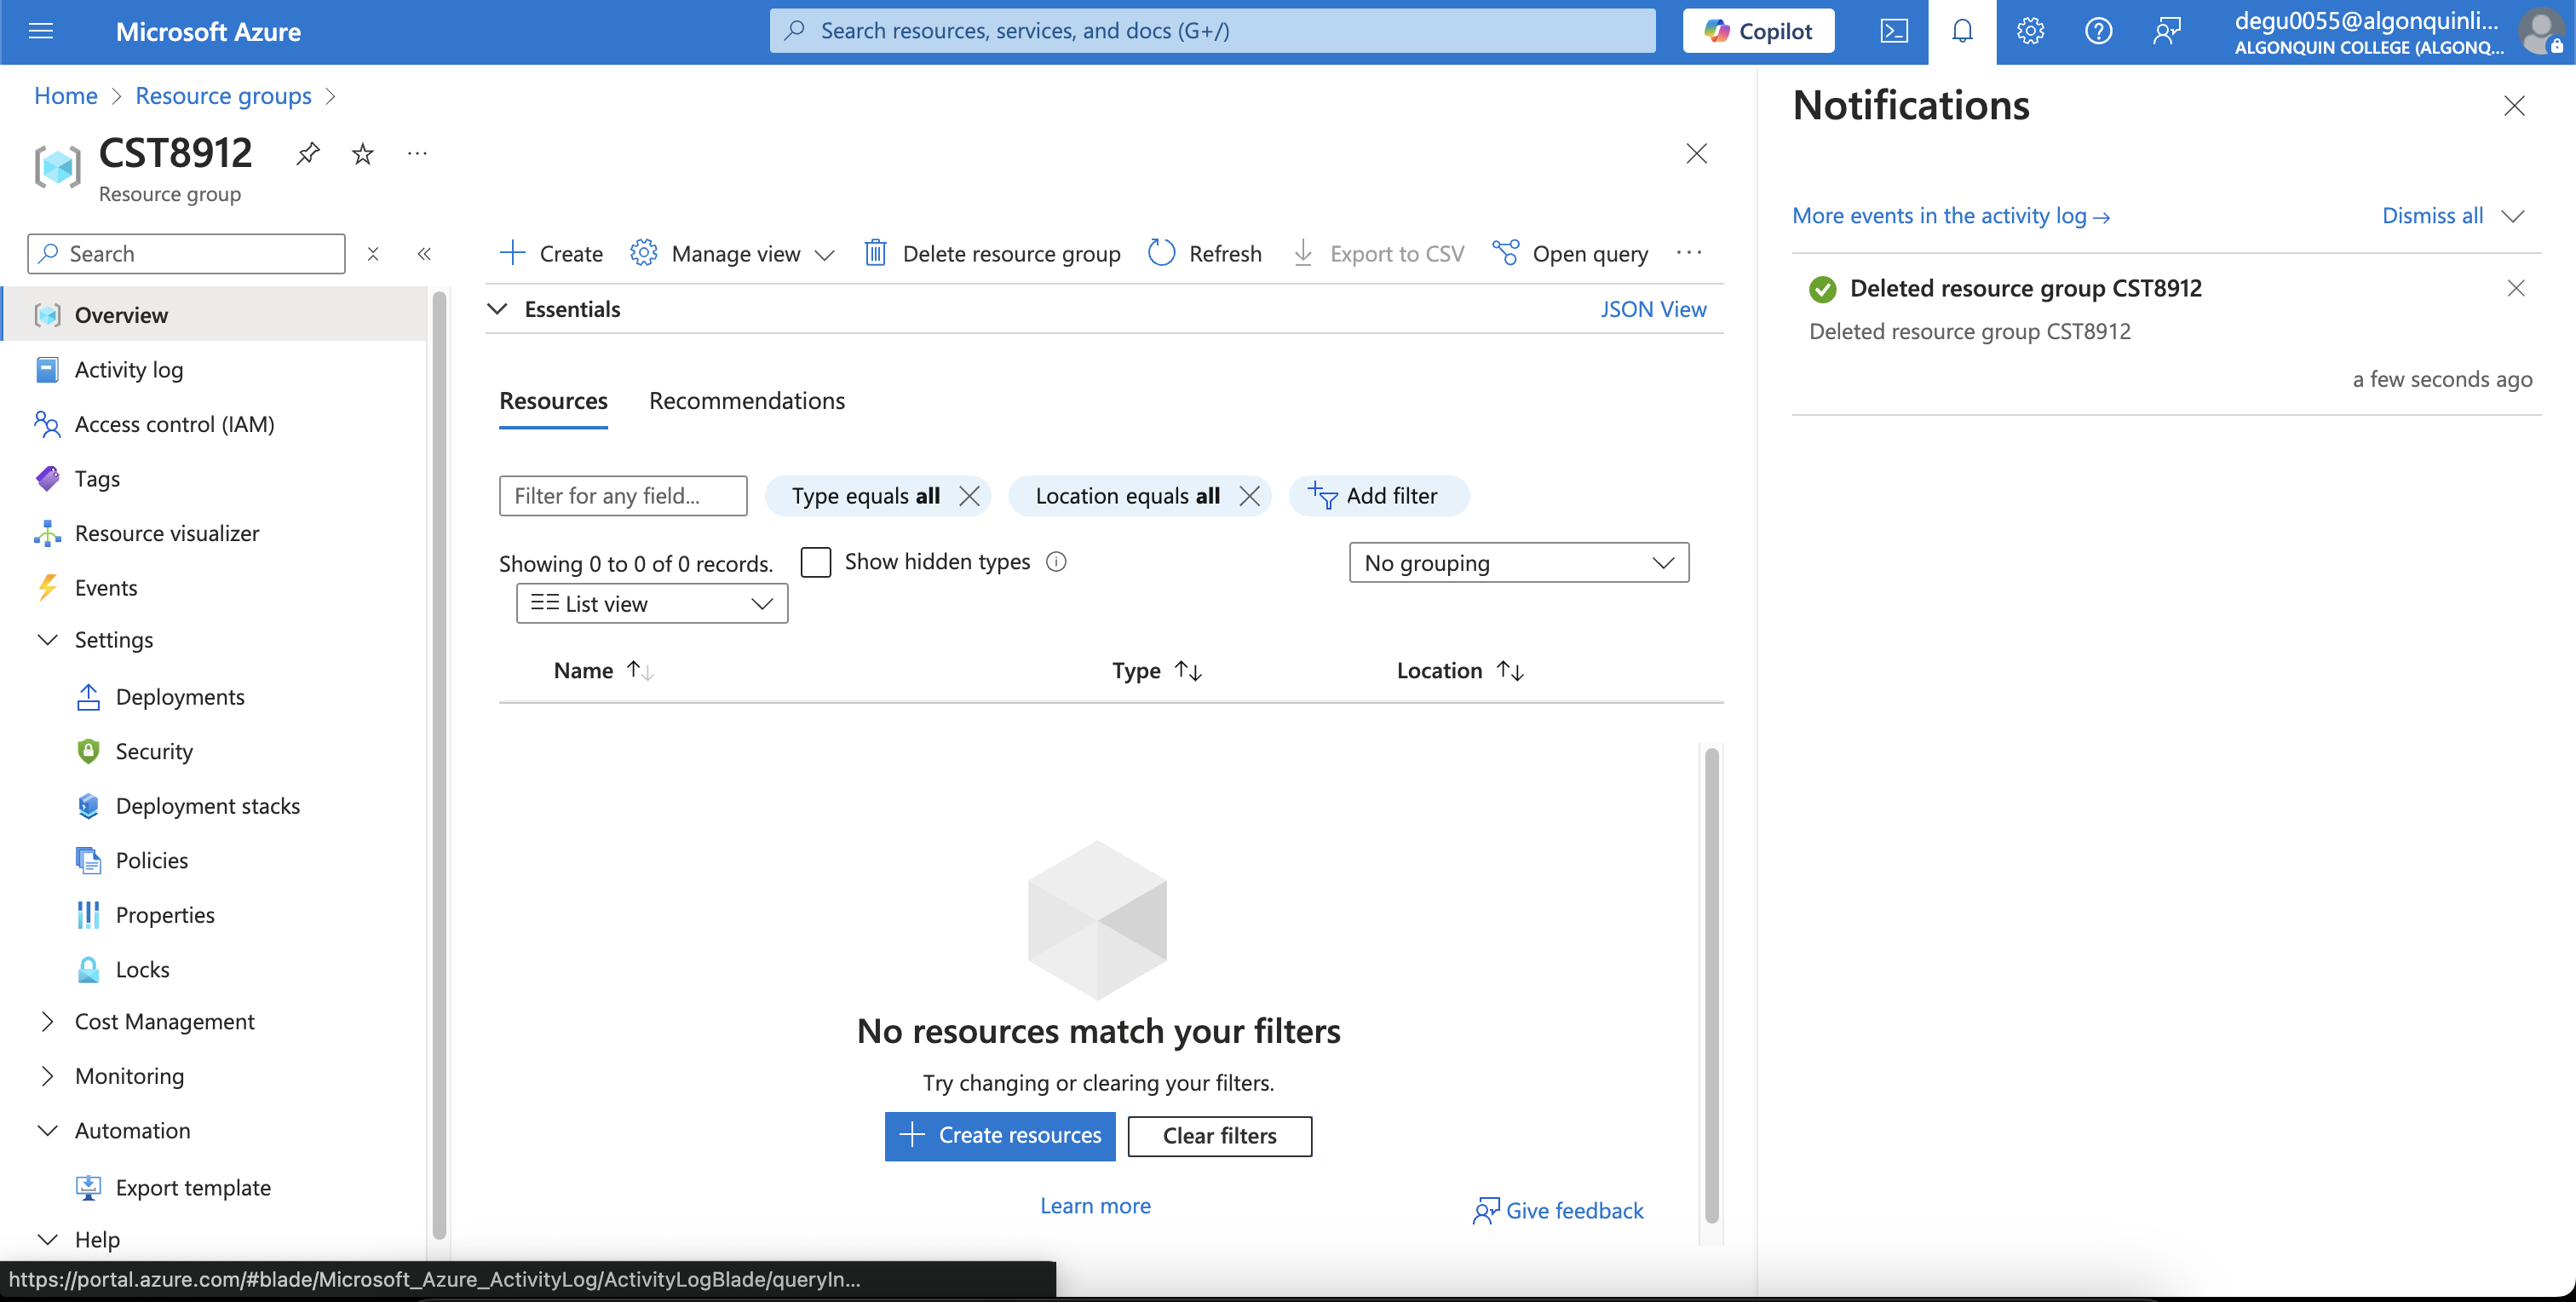 Microsoft Azure
Search resources, services, and docs (G+/)
Copilot
degu0055@algonquinli...
ALGONQUIN COLLEGE (ALGONQ...
Home > Resource groups >
CST8912
Resource group
Search
Overview
Activity log
Access control (IAM)
Tags
Resource visualizer
Events
Settings
Deployments
Security
Deployment stacks
Policies
Properties
Locks
Cost Management
Monitoring
Automation
Export template
Help
Create
Manage view
Delete resource group
Refresh
Export to CSV
Open query
Essentials
JSON View
Resources
Recommendations
Filter for any field...
Type equals all
Location equals all
Add filter
Showing 0 to 0 of 0 records.
Show hidden types
No grouping
List view
Name
Type
Location
No resources match your filters
Try changing or clearing your filters.
Create resources
Clear filters
Learn more
Give feedback
Notifications
More events in the activity log →
Dismiss all
Deleted resource group CST8912
Deleted resource group CST8912
a few seconds ago
https://portal.azure.com/#blade/Microsoft_Azure_ActivityLog/ActivityLogBlade/queryIn...